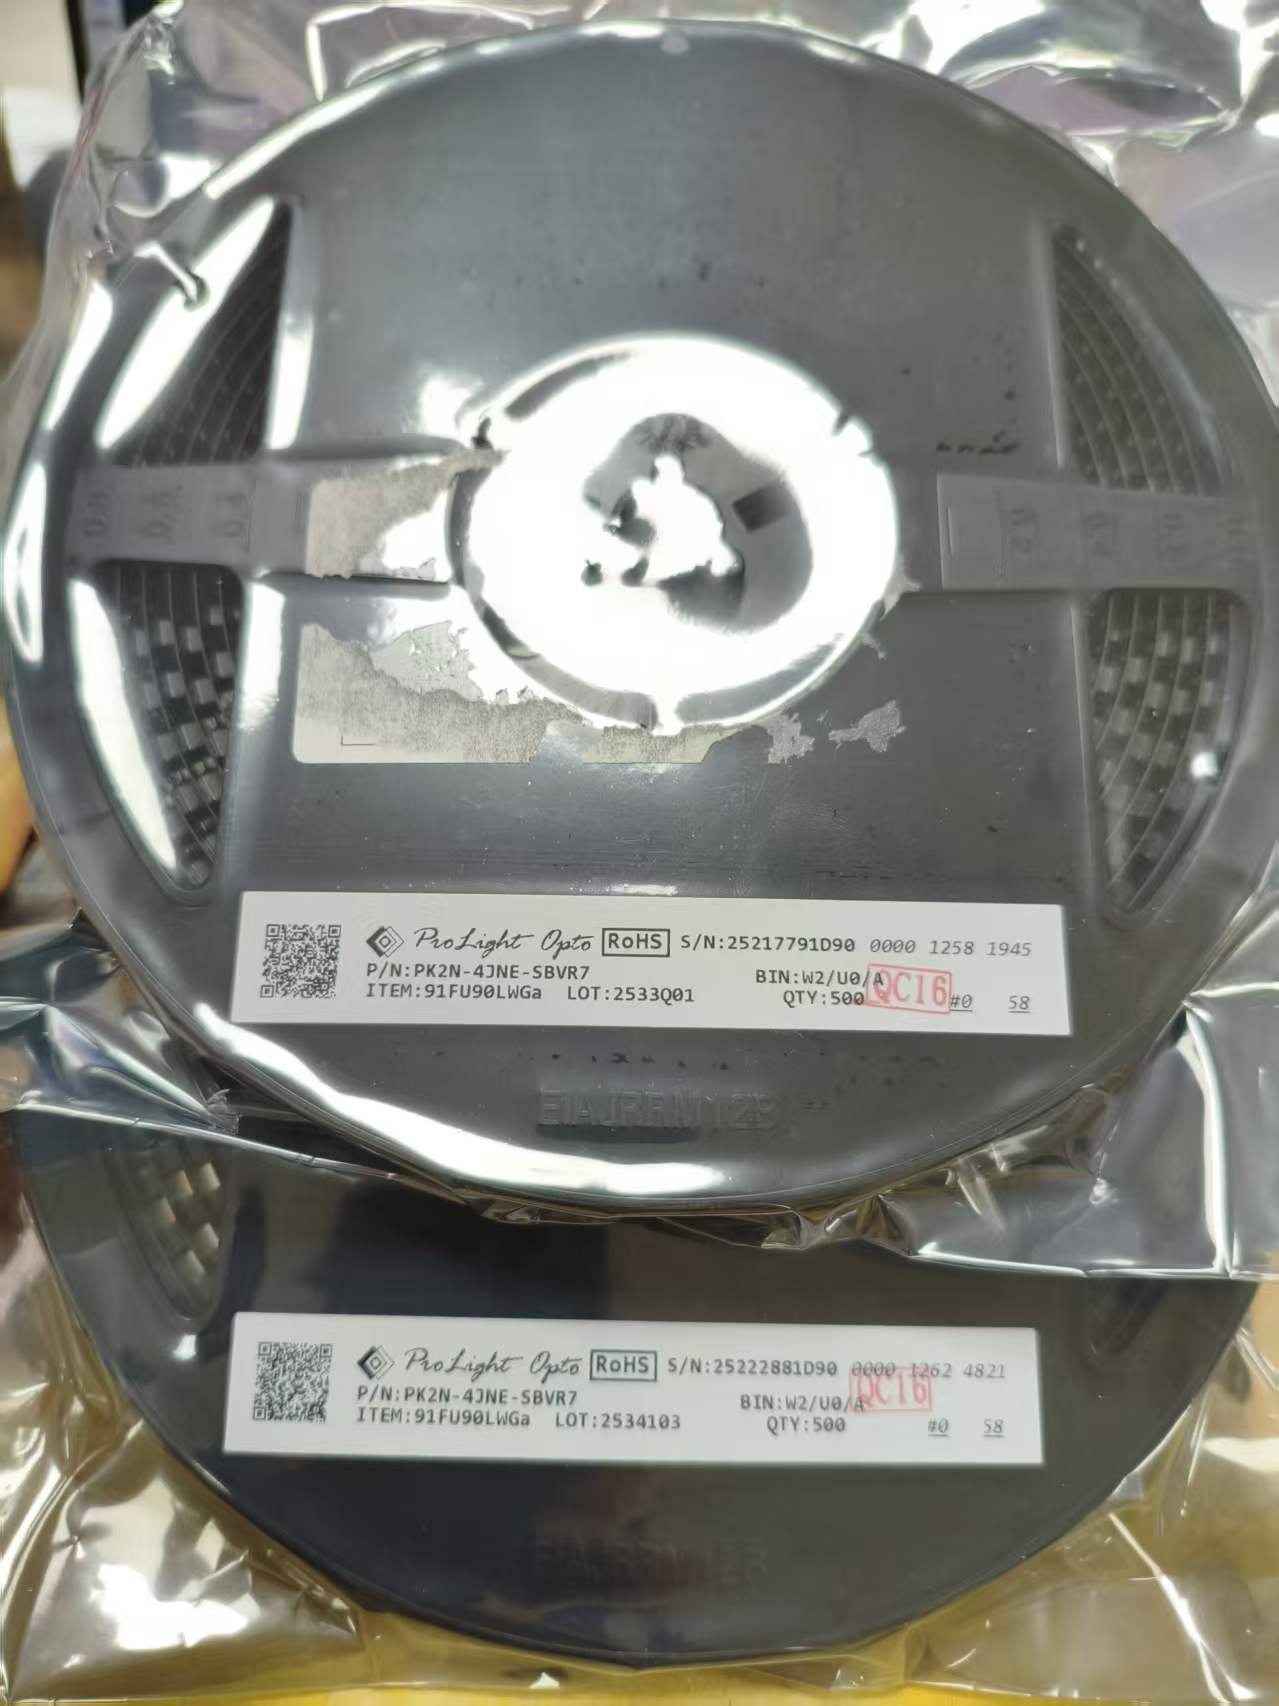 ProLight Opto RoHS S/N:25217791D90 0000 1258 1945
P/N:PK2N-4JNE-SBVR7 BIN:W2/U0/A
ITEM:91FU90LWGa LOT:2533Q01 QTY:500 QC16 #0 58
EIAJRRM12B
ProLight Opto RoHS S/N:25222881D90 0000 1262 4821
P/N:PK2N-4JNE-SBVR7 BIN:W2/U0/A QC16
ITEM:91FU90LWGa LOT:2534103 QTY:500 #0 58